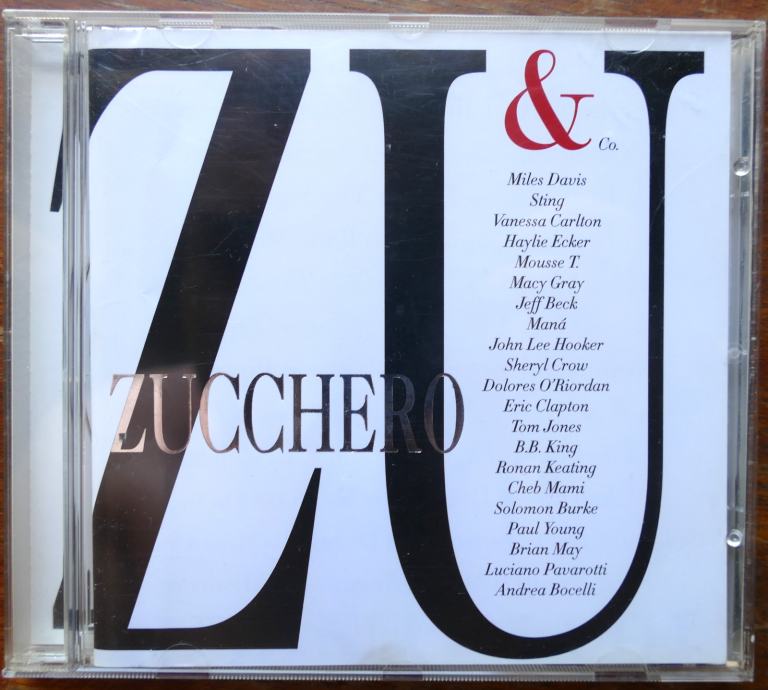 ZU
& Co.
Miles Davis
Sting
Vanessa Carlton
Haylie Ecker
Mousse T.
Macy Gray
Jeff Beck
Maná
John Lee Hooker
Sheryl Crow
Dolores O'Riordan
Eric Clapton
Tom Jones
B.B. King
Ronan Keating
Cheb Mami
Solomon Burke
Paul Young
Brian May
Luciano Pavarotti
Andrea Bocelli
ZUCCHERO